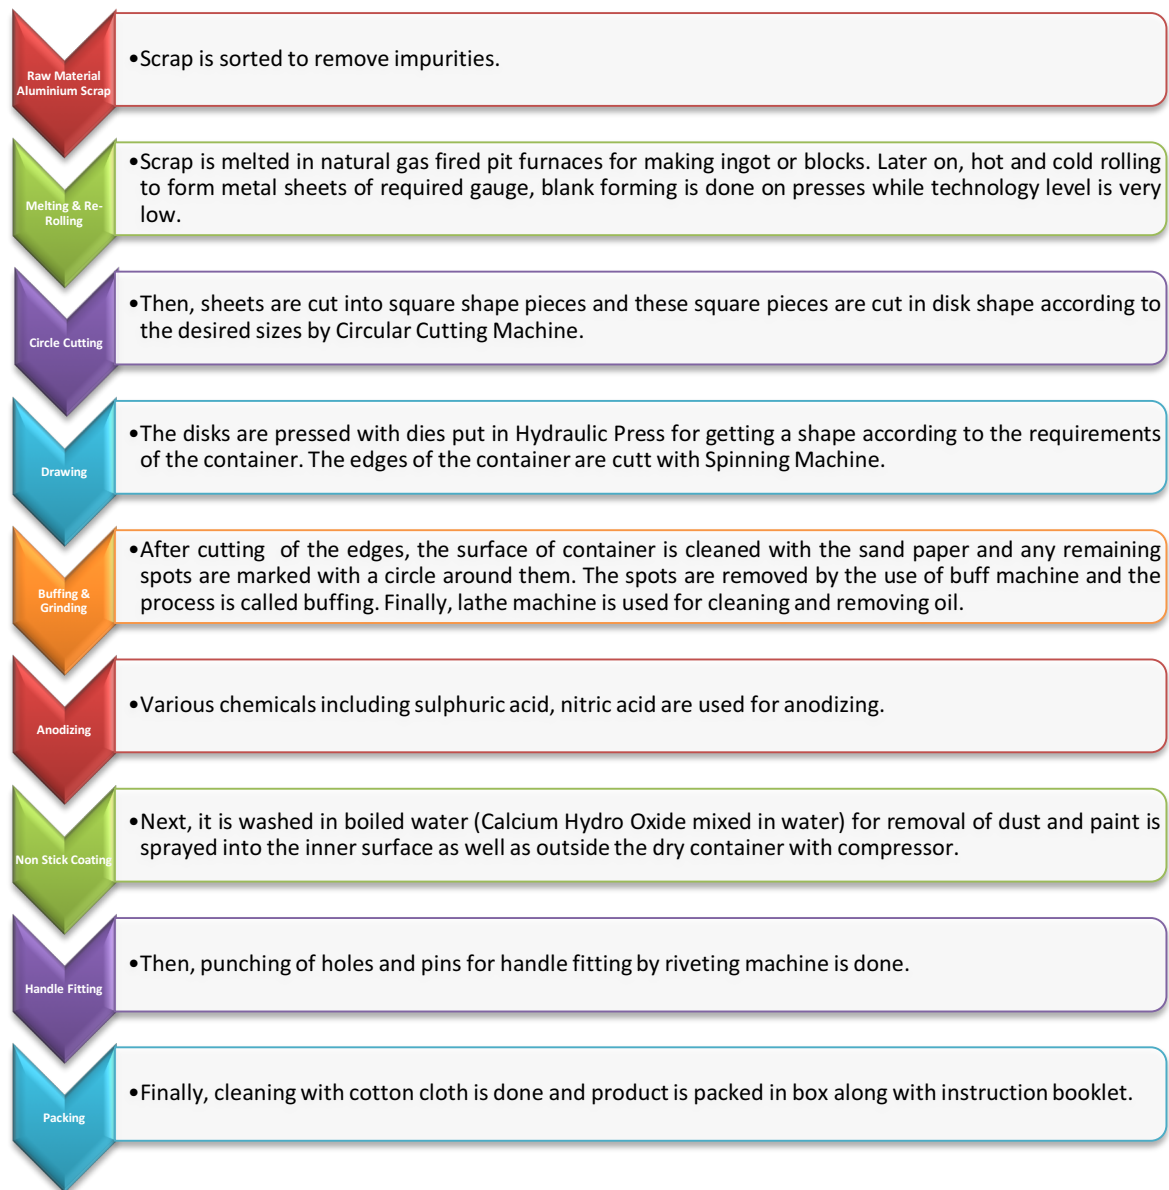 Raw Material
Aluminium Scrap
•Scrap is sorted to remove impurities.
Melting & Re-
Rolling
•Scrap is melted in natural gas fired pit furnaces for making ingot or blocks. Later on, hot and cold rolling
to form metal sheets of required gauge, blank forming is done on presses while technology level is very
low.
Circle Cutting
•Then, sheets are cut into square shape pieces and these square pieces are cut in disk shape according to
the desired sizes by Circular Cutting Machine.
Drawing
•The disks are pressed with dies put in Hydraulic Press for getting a shape according to the requirements
of the container. The edges of the container are cutt with Spinning Machine.
Buffing &
Grinding
•After cutting of the edges, the surface of container is cleaned with the sand paper and any remaining
spots are marked with a circle around them. The spots are removed by the use of buff machine and the
process is called buffing. Finally, lathe machine is used for cleaning and removing oil.
Anodizing
•Various chemicals including sulphuric acid, nitric acid are used for anodizing.
Non Stick Coating
•Next, it is washed in boiled water (Calcium Hydro Oxide mixed in water) for removal of dust and paint is
sprayed into the inner surface as well as outside the dry container with compressor.
Handle Fitting
•Then, punching of holes and pins for handle fitting by riveting machine is done.
Packing
•Finally, cleaning with cotton cloth is done and product is packed in box along with instruction booklet.